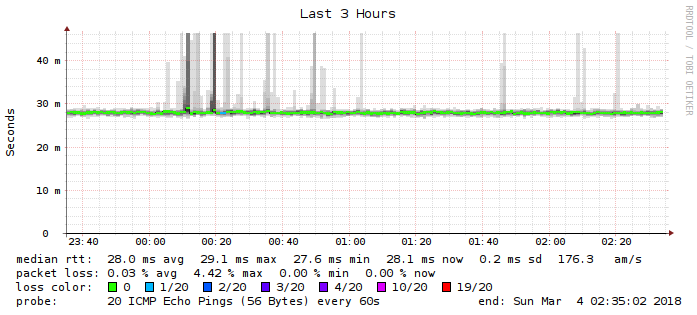 Last 3 Hours
RRDTOOL / TOBI OETIKER
Seconds
40 m
30 m
20 m
10 m
0
23:40 00:00 00:20 00:40 01:00 01:20 01:40 02:00 02:20
median rtt: 28.0 ms avg 29.1 ms max 27.6 ms min 28.1 ms now 0.2 ms sd 176.3 am/s
packet loss: 0.03 % avg 4.42 % max 0.00 % min 0.00 % now
loss color: 0 1/20 2/20 3/20 4/20 10/20 19/20
probe: 20 ICMP Echo Pings (56 Bytes) every 60s end: Sun Mar 4 02:35:02 2018